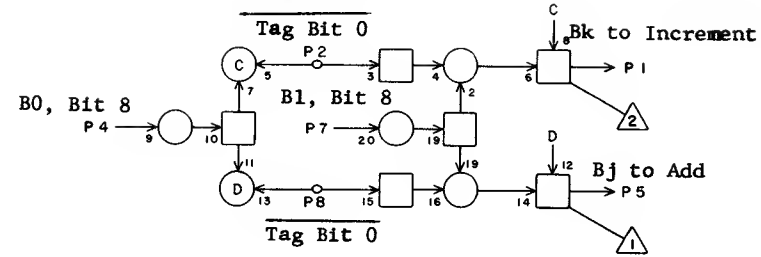 Tag Bit 0
P2
C
5
3
4
C
8
Bk to Increment
6
P1
7
2
2
B0, Bit 8
B1, Bit 8
P4
9
10
P7
20
19
11
19
D
12
Bj to Add
D
13
P8
15
16
14
P5
Tag Bit 0
1